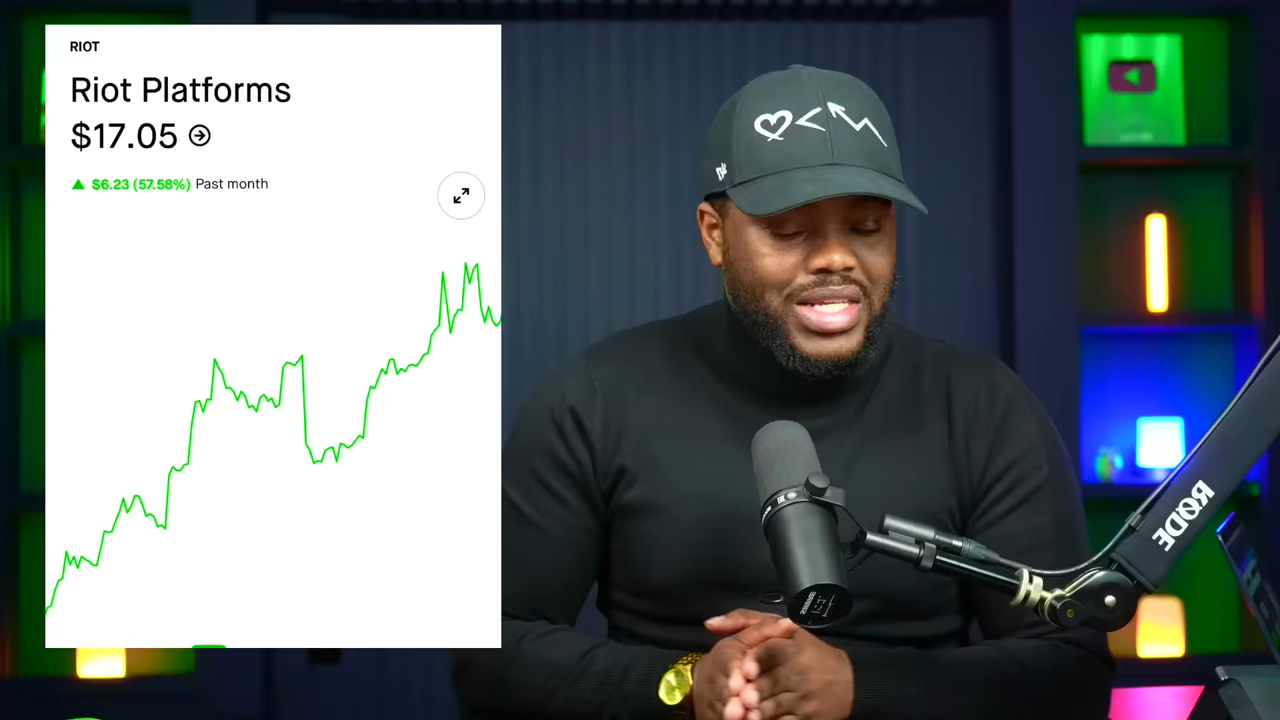 RIOT
Riot Platforms
$17.05
▲ $6.23 (57.58%) Past month
RØDE